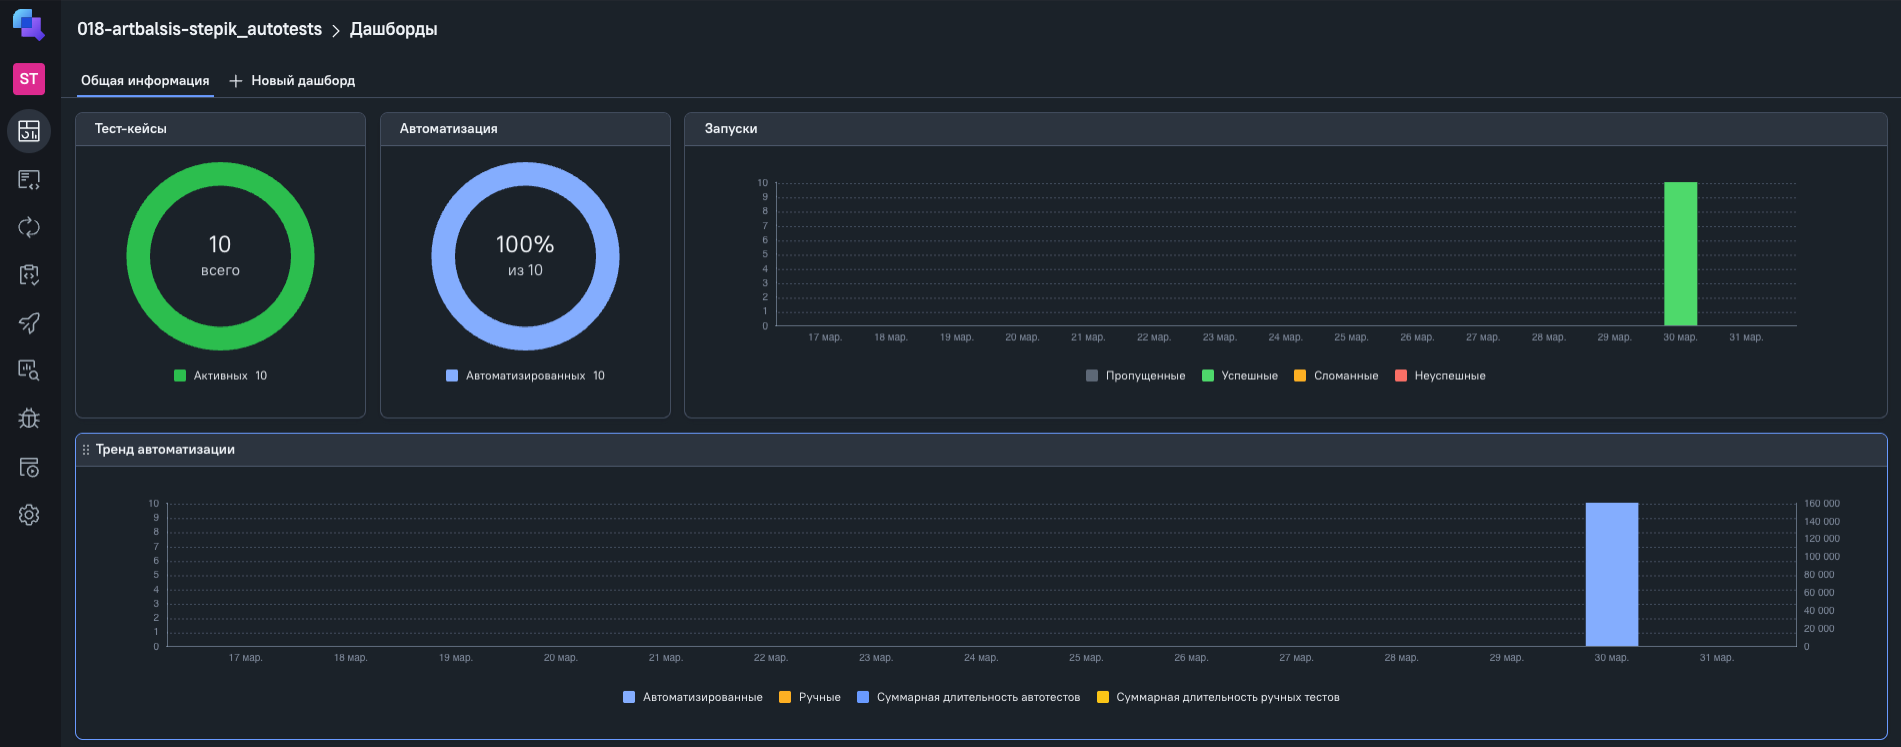 018-artbalsis-stepik_autotests > Дашборды
ST
Общая информация + Новый дашборд
Тест-кейсы
10
всего
Активных 10
Автоматизация
100%
из 10
Автоматизированных 10
Запуски
10
9
8
7
6
5
4
3
2
1
0
17 мар. 18 мар. 19 мар. 20 мар. 21 мар. 22 мар. 23 мар. 24 мар. 25 мар. 26 мар. 27 мар. 28 мар. 29 мар. 30 мар. 31 мар.
Пропущенные Успешные Сломанные Неуспешные
Тренд автоматизации
10
9
8
7
6
5
4
3
2
1
0
160 000
140 000
120 000
100 000
80 000
60 000
40 000
20 000
0
17 мар. 18 мар. 19 мар. 20 мар. 21 мар. 22 мар. 23 мар. 24 мар. 25 мар. 26 мар. 27 мар. 28 мар. 29 мар. 30 мар. 31 мар.
Автоматизированные Ручные Суммарная длительность автотестов Суммарная длительность ручных тестов